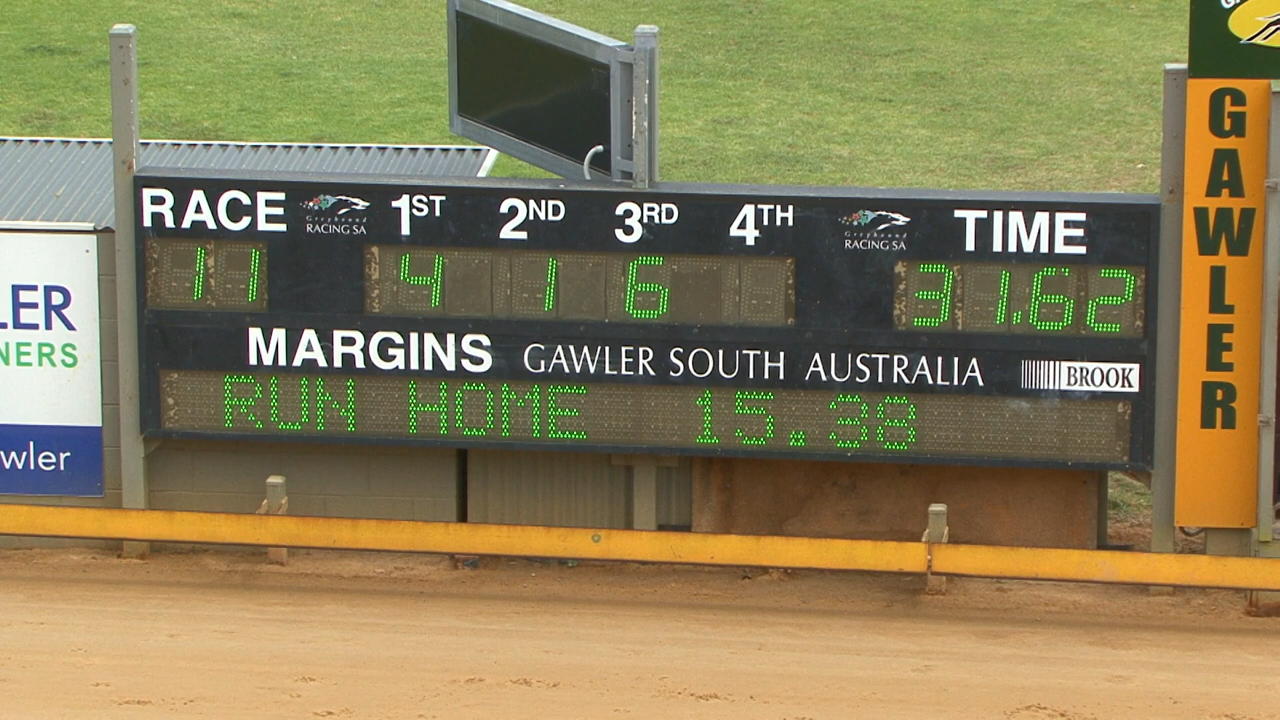 RACE Greyhound RACING SA 1ST 2ND 3RD 4TH Greyhound RACING SA TIME
11 4 1 6 31.62
MARGINS GAWLER SOUTH AUSTRALIA BROOK
RUN HOME 15.38
LER
NERS
wler
GAWLER